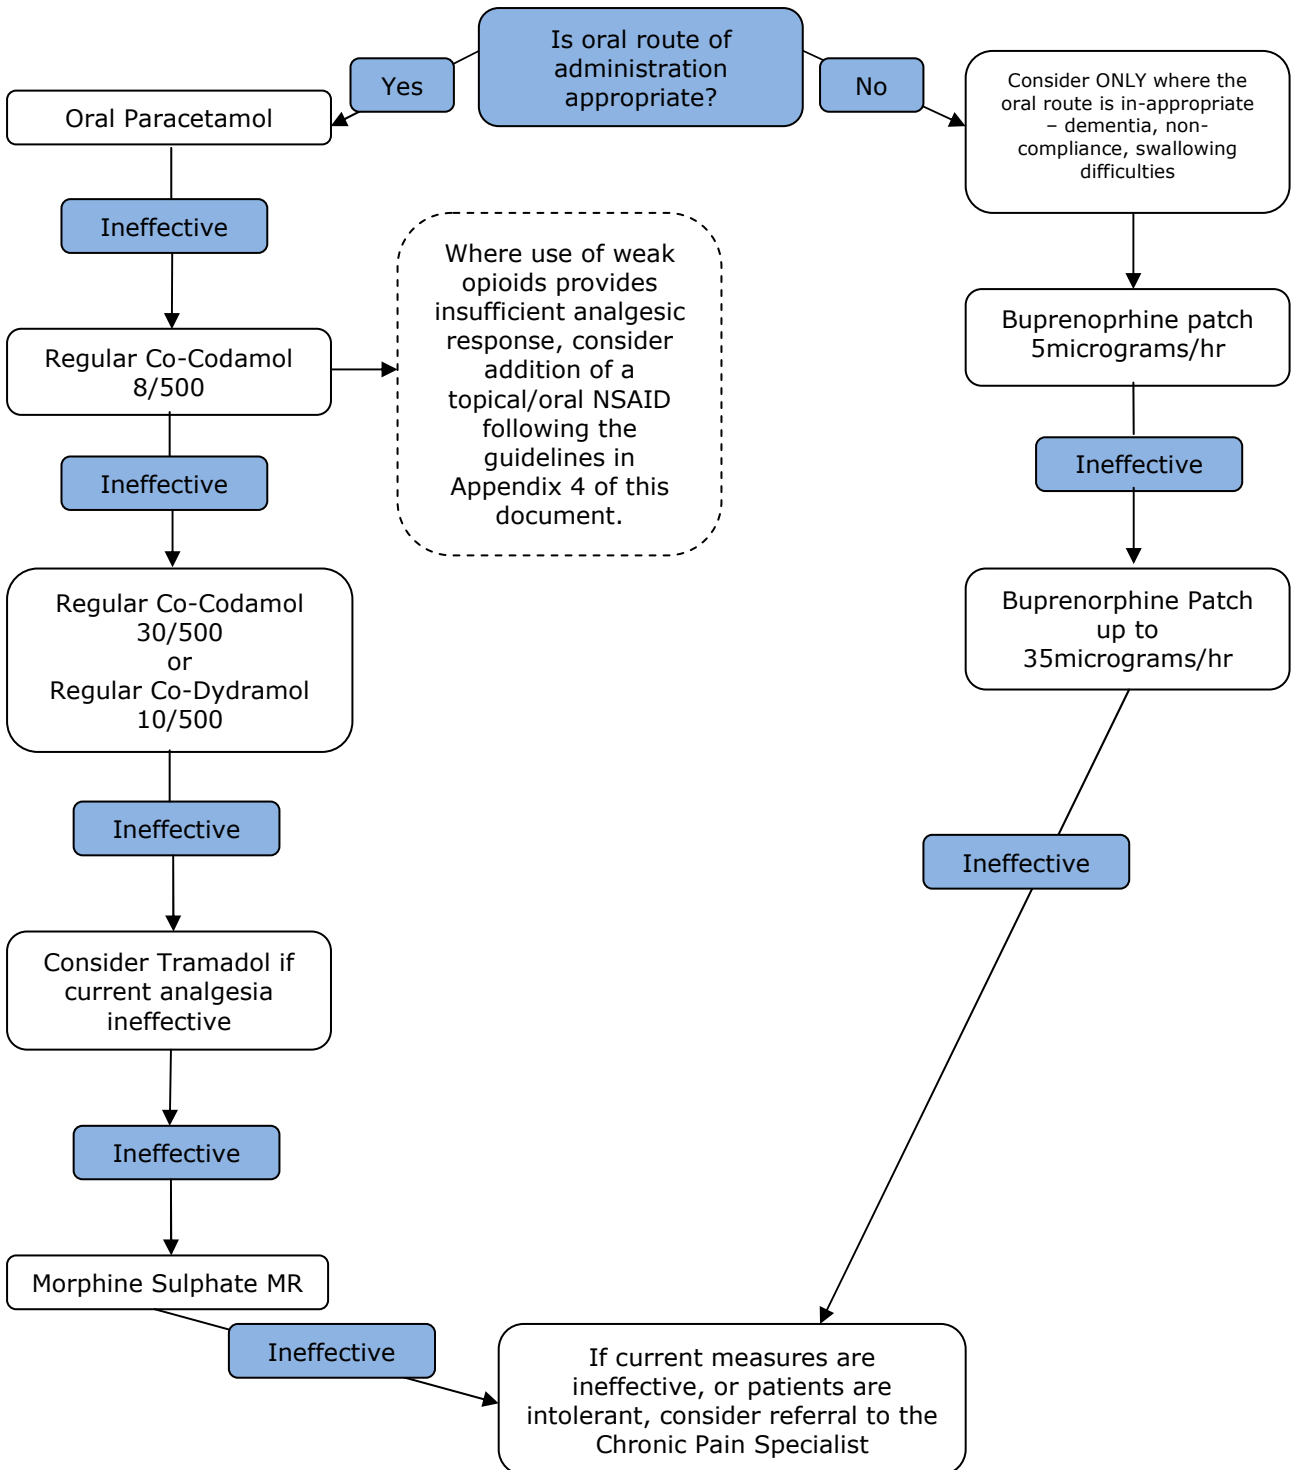 Is oral route of
administration
appropriate?
Yes
No
Oral Paracetamol
Consider ONLY where the
oral route is in-appropriate
– dementia, non-
compliance, swallowing
difficulties
Ineffective
Where use of weak
opioids provides
insufficient analgesic
response, consider
addition of a
topical/oral NSAID
following the
guidelines in
Appendix 4 of this
document.
Regular Co-Codamol
8/500
Buprenoprhine patch
5micrograms/hr
Ineffective
Ineffective
Regular Co-Codamol
30/500
or
Regular Co-Dydramol
10/500
Buprenorphine Patch
up to
35micrograms/hr
Ineffective
Ineffective
Consider Tramadol if
current analgesia
ineffective
Ineffective
Morphine Sulphate MR
Ineffective
If current measures are
ineffective, or patients are
intolerant, consider referral to the
Chronic Pain Specialist